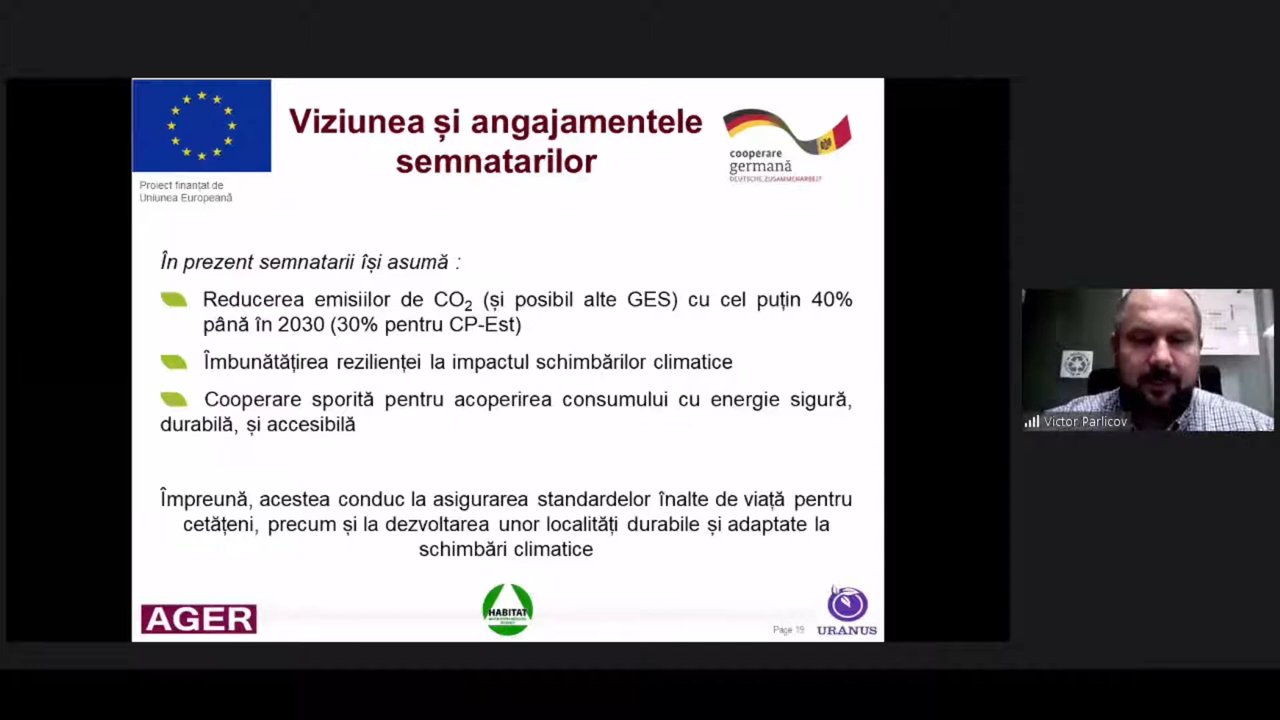 Viziunea și angajamentele
semnatarilor
cooperare
germană
DEUTSCHE ZUSAMMENARBEIT
Proiect finanțat de
Uniunea Europeană
În prezent semnatarii își asumă :
Reducerea emisiilor de CO₂ (și posibil alte GES) cu cel puțin 40%
până în 2030 (30% pentru CP-Est)
Îmbunătățirea rezilienței la impactul schimbărilor climatice
Cooperare sporită pentru acoperirea consumului cu energie sigură,
durabilă, și accesibilă
Împreună, acestea conduc la asigurarea standardelor înalte de viață pentru
cetățeni, precum și la dezvoltarea unor localități durabile și adaptate la
schimbări climatice
AGER
HABITAT
Page 19
URANUS
Victor Parlicov